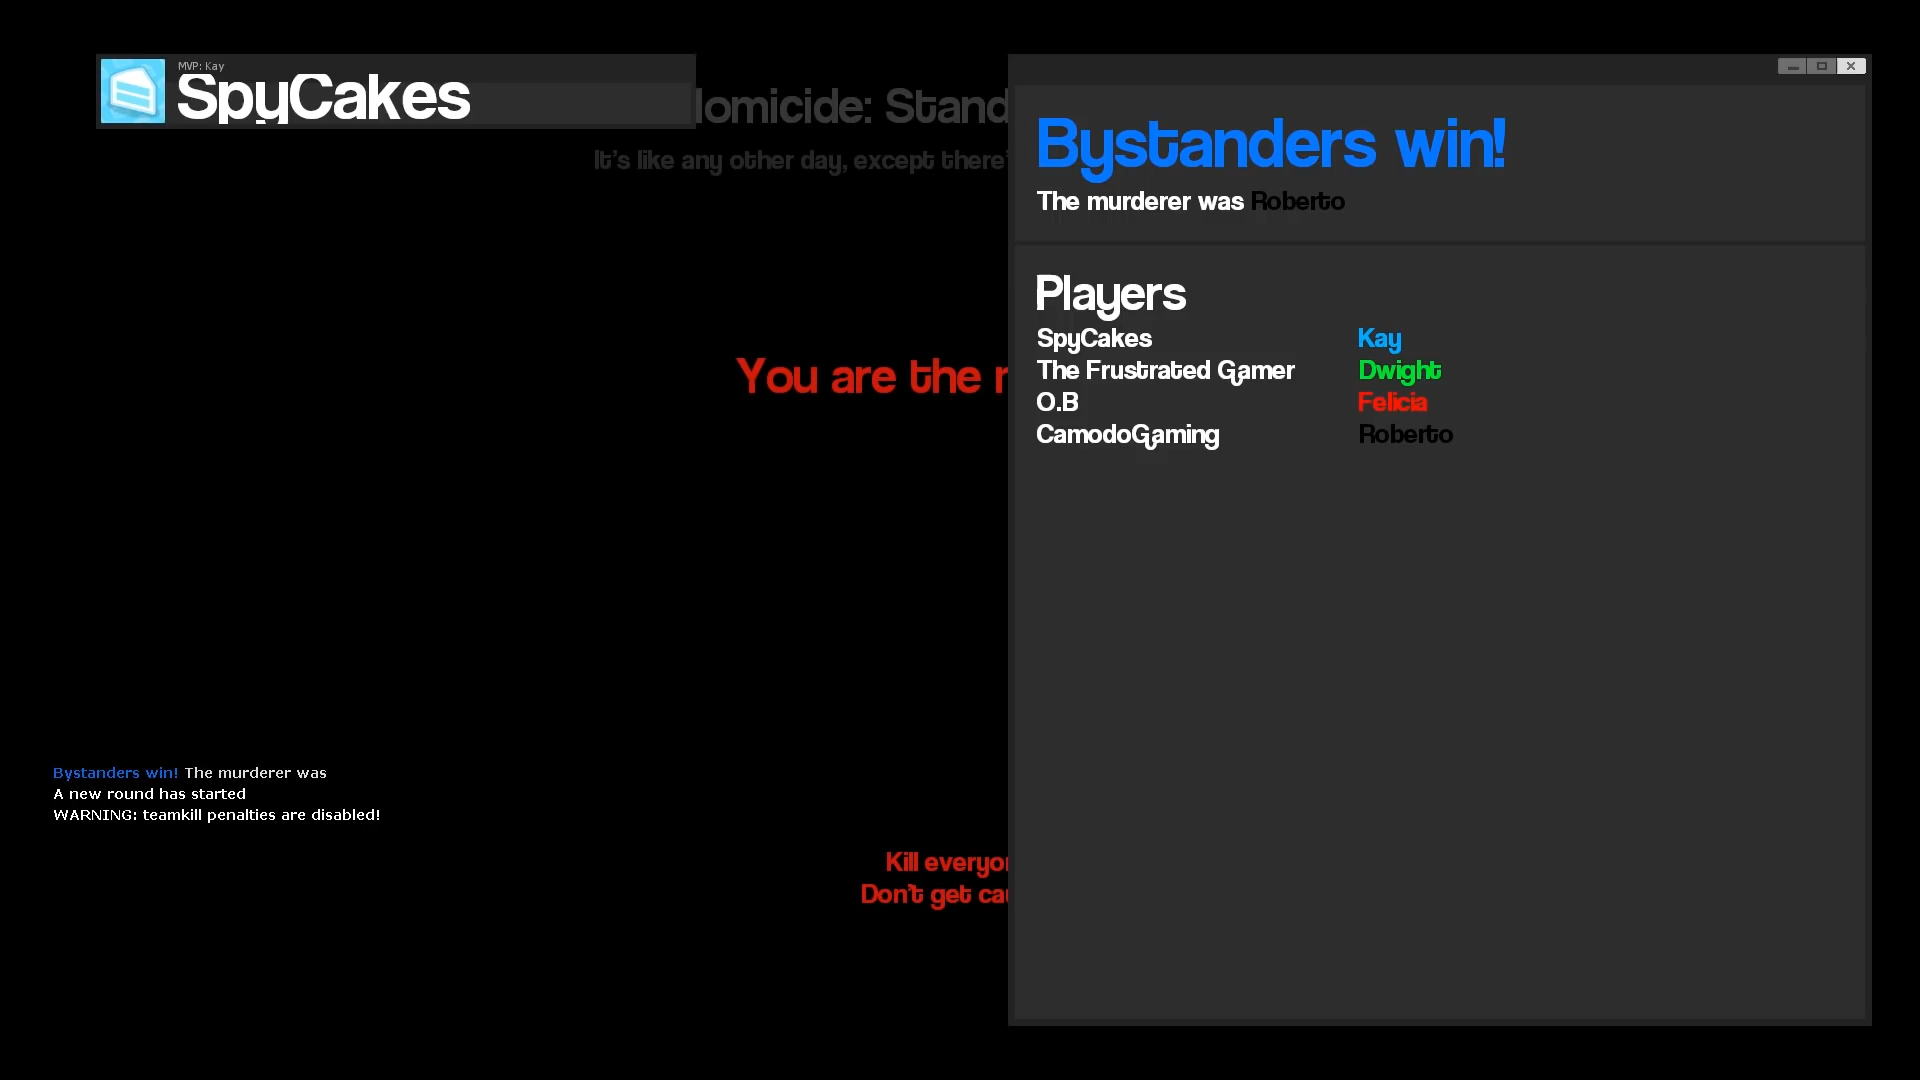 MVP: Kay
SpyCakes
omicide: Stand
It's like any other day, except there'
You are the
Bystanders win!
The murderer was Roberto
Players
SpyCakes Kay
The Frustrated Gamer Dwight
O.B Felicia
CamodoGaming Roberto
Bystanders win! The murderer was
A new round has started
WARNING: teamkill penalties are disabled!
Kill everyo
Don't get ca